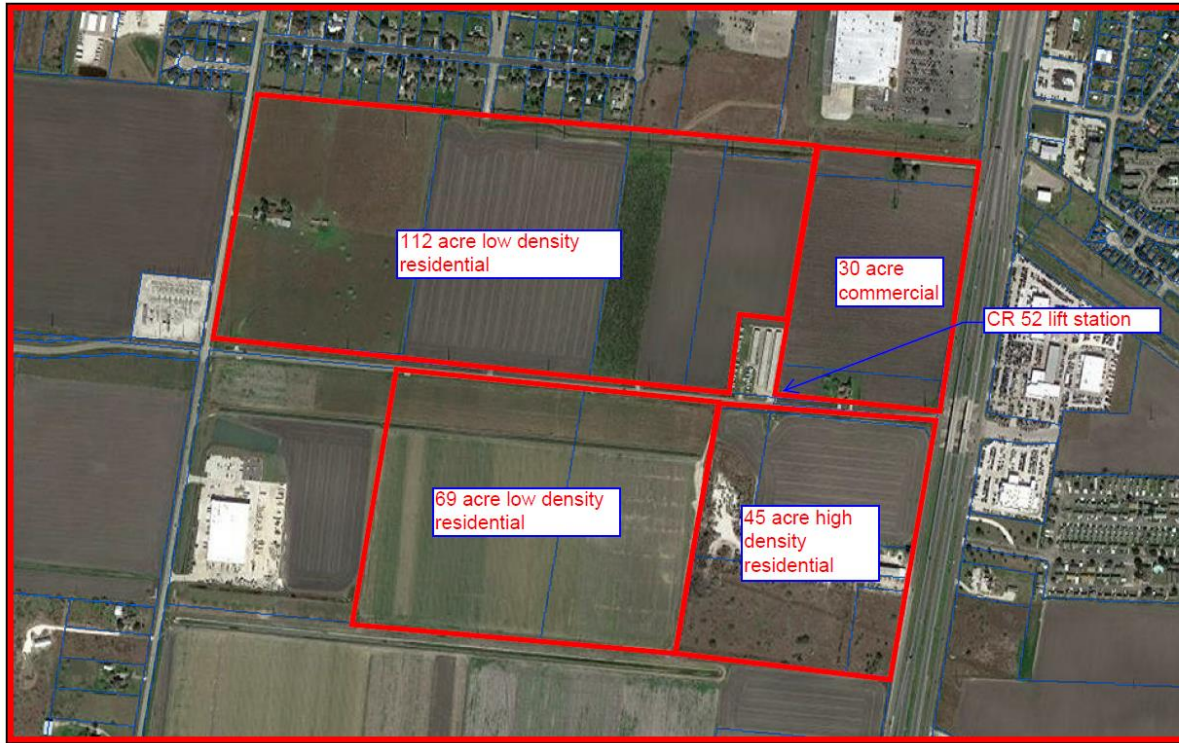 112 acre low density
residential
30 acre
commercial
CR 52 lift station
69 acre low density
residential
45 acre high
density
residential